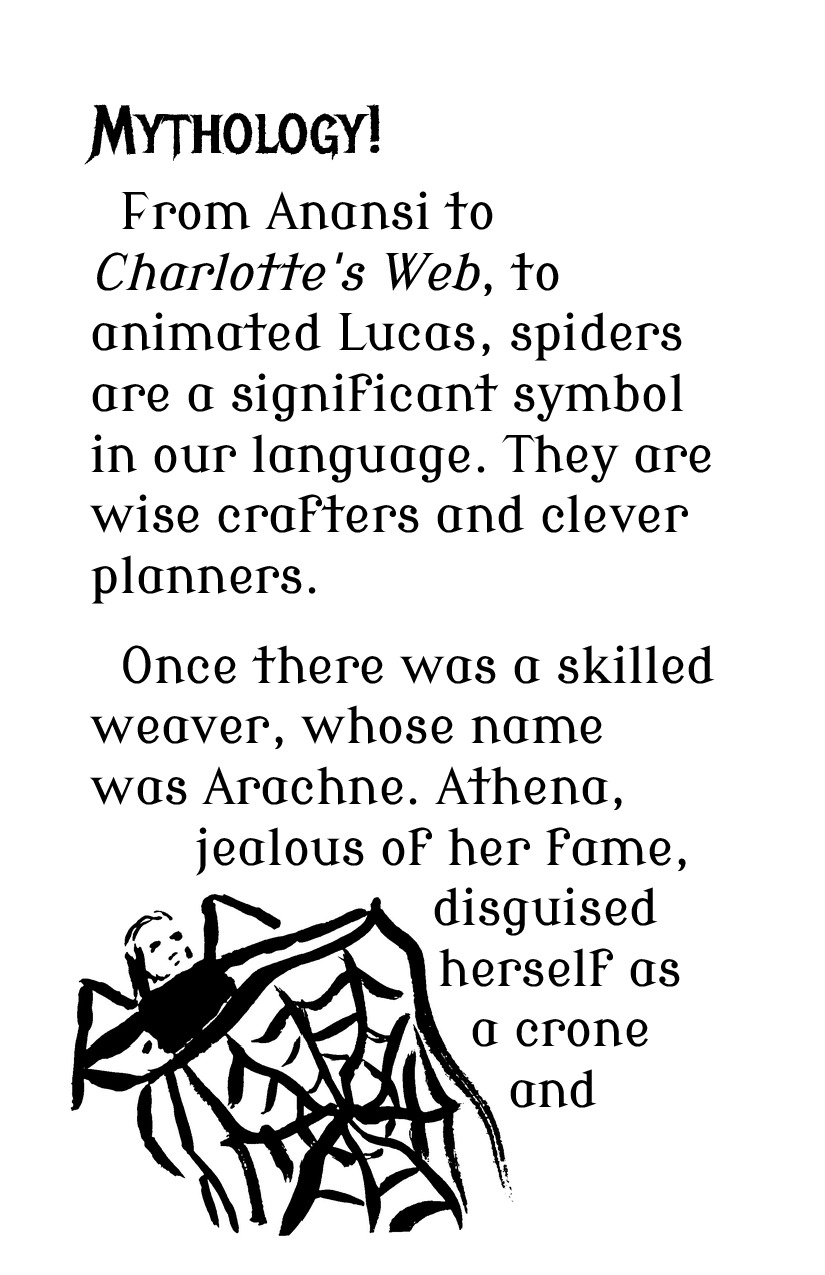 Mythology!
From Anansi to
Charlotte's Web, to
animated Lucas, spiders
are a significant symbol
in our language. They are
wise crafters and clever
planners.
Once there was a skilled
weaver, whose name
was Arachne. Athena,
jealous of her fame,
disguised
herself as
a crone
and